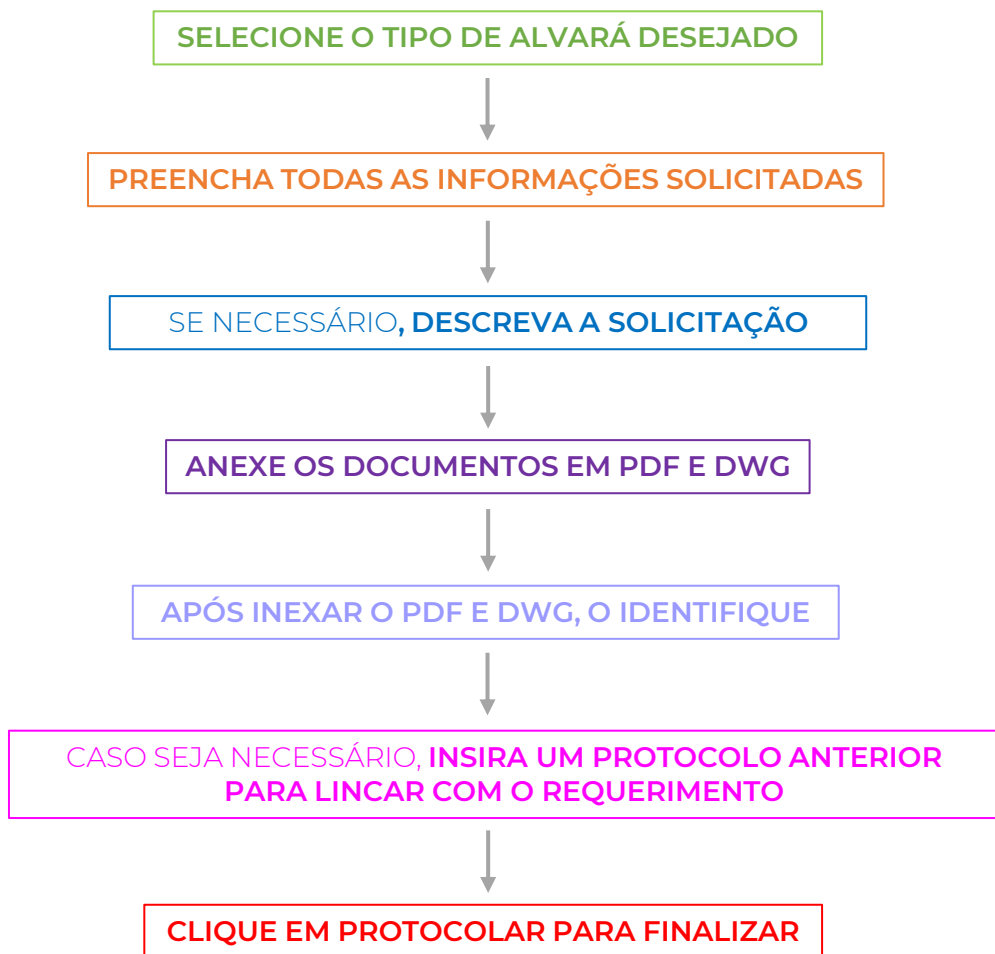 SELECIONE O TIPO DE ALVARÁ DESEJADO
PREENCHA TODAS AS INFORMAÇÕES SOLICITADAS
SE NECESSÁRIO, DESCREVA A SOLICITAÇÃO
ANEXE OS DOCUMENTOS EM PDF E DWG
APÓS INEXAR O PDF E DWG, O IDENTIFIQUE
CASO SEJA NECESSÁRIO, INSIRA UM PROTOCOLO ANTERIOR
PARA LINCAR COM O REQUERIMENTO
CLIQUE EM PROTOCOLAR PARA FINALIZAR